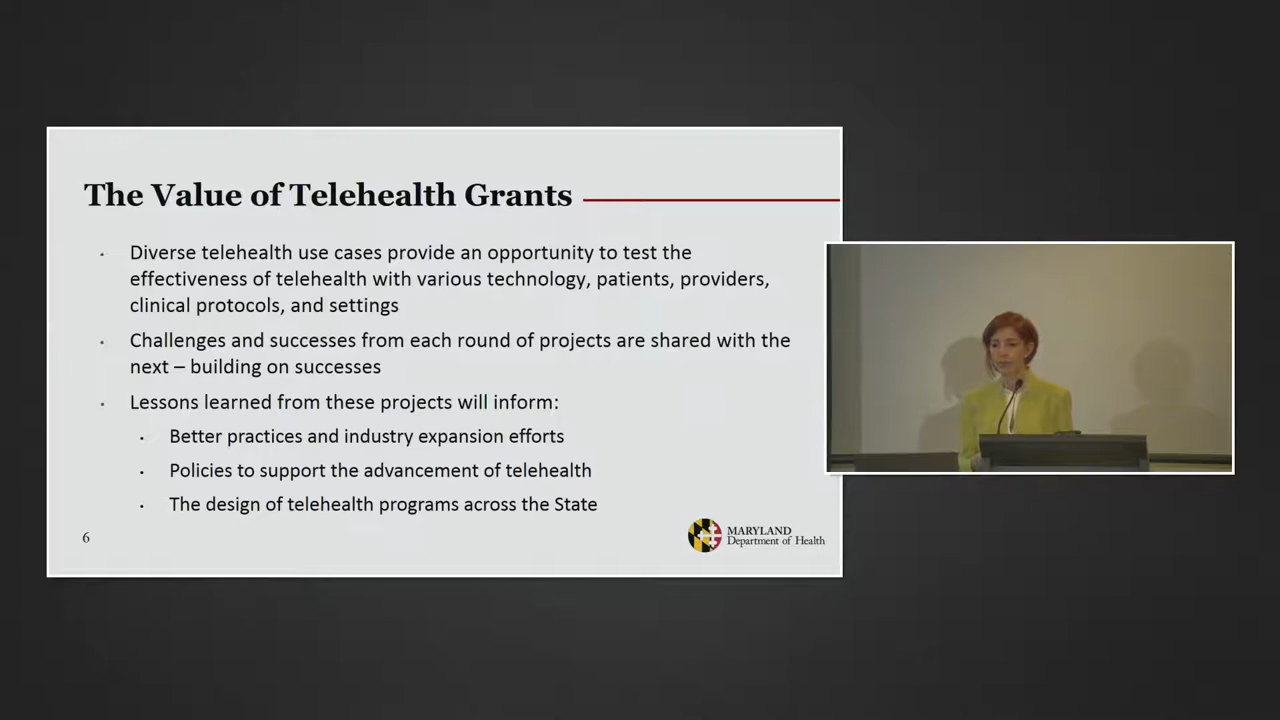 The Value of Telehealth Grants
• Diverse telehealth use cases provide an opportunity to test the
effectiveness of telehealth with various technology, patients, providers,
clinical protocols, and settings
• Challenges and successes from each round of projects are shared with the
next – building on successes
• Lessons learned from these projects will inform:
• Better practices and industry expansion efforts
• Policies to support the advancement of telehealth
• The design of telehealth programs across the State
6
MARYLAND
Department of Health